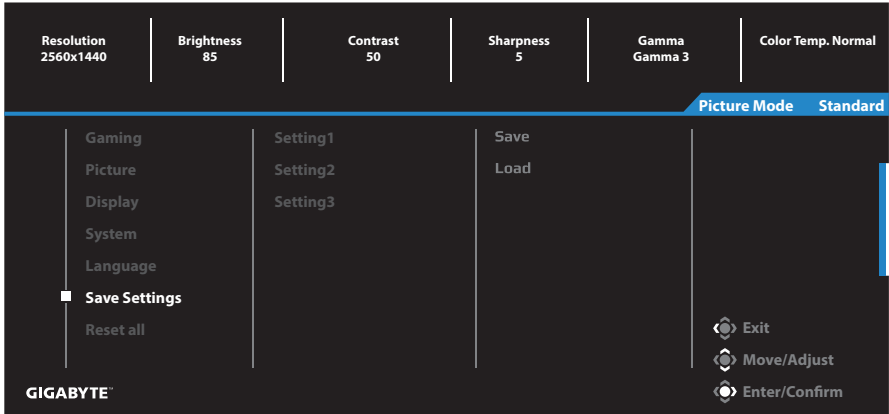 Resolution
2560x1440
Brightness
85
Contrast
50
Sharpness
5
Gamma
Gamma 3
Color Temp. Normal
Picture Mode Standard
Gaming
Picture
Display
System
Language
Save Settings
Reset all
Setting1
Setting2
Setting3
Save
Load
Exit
Move/Adjust
Enter/Confirm
GIGABYTE™